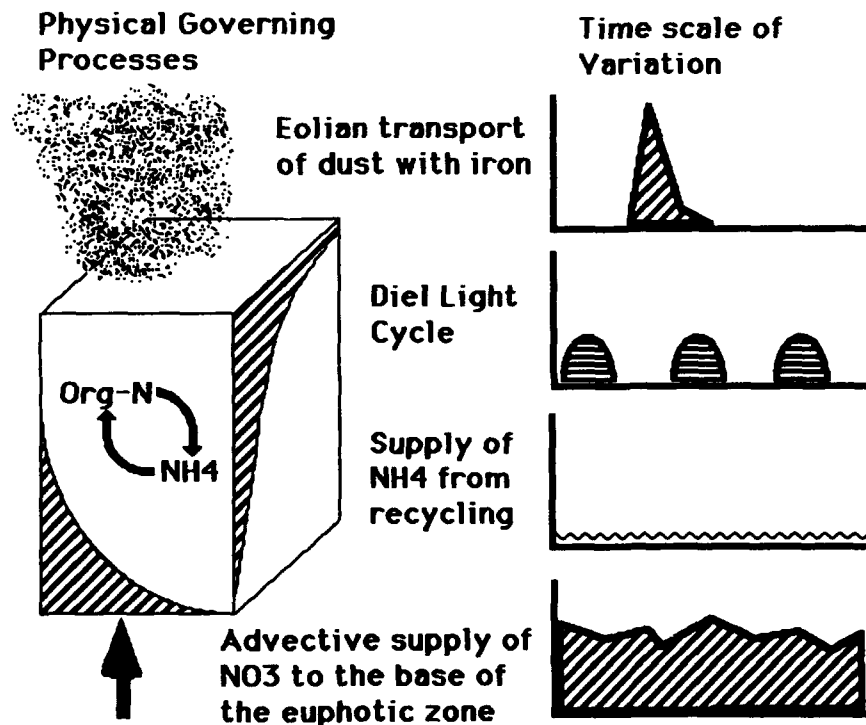 Physical Governing
Processes
Time scale of
Variation
Eolian transport
of dust with iron
Diel Light
Cycle
Org-N
NH4
Supply of
NH4 from
recycling
Advective supply of
NO3 to the base of
the euphotic zone